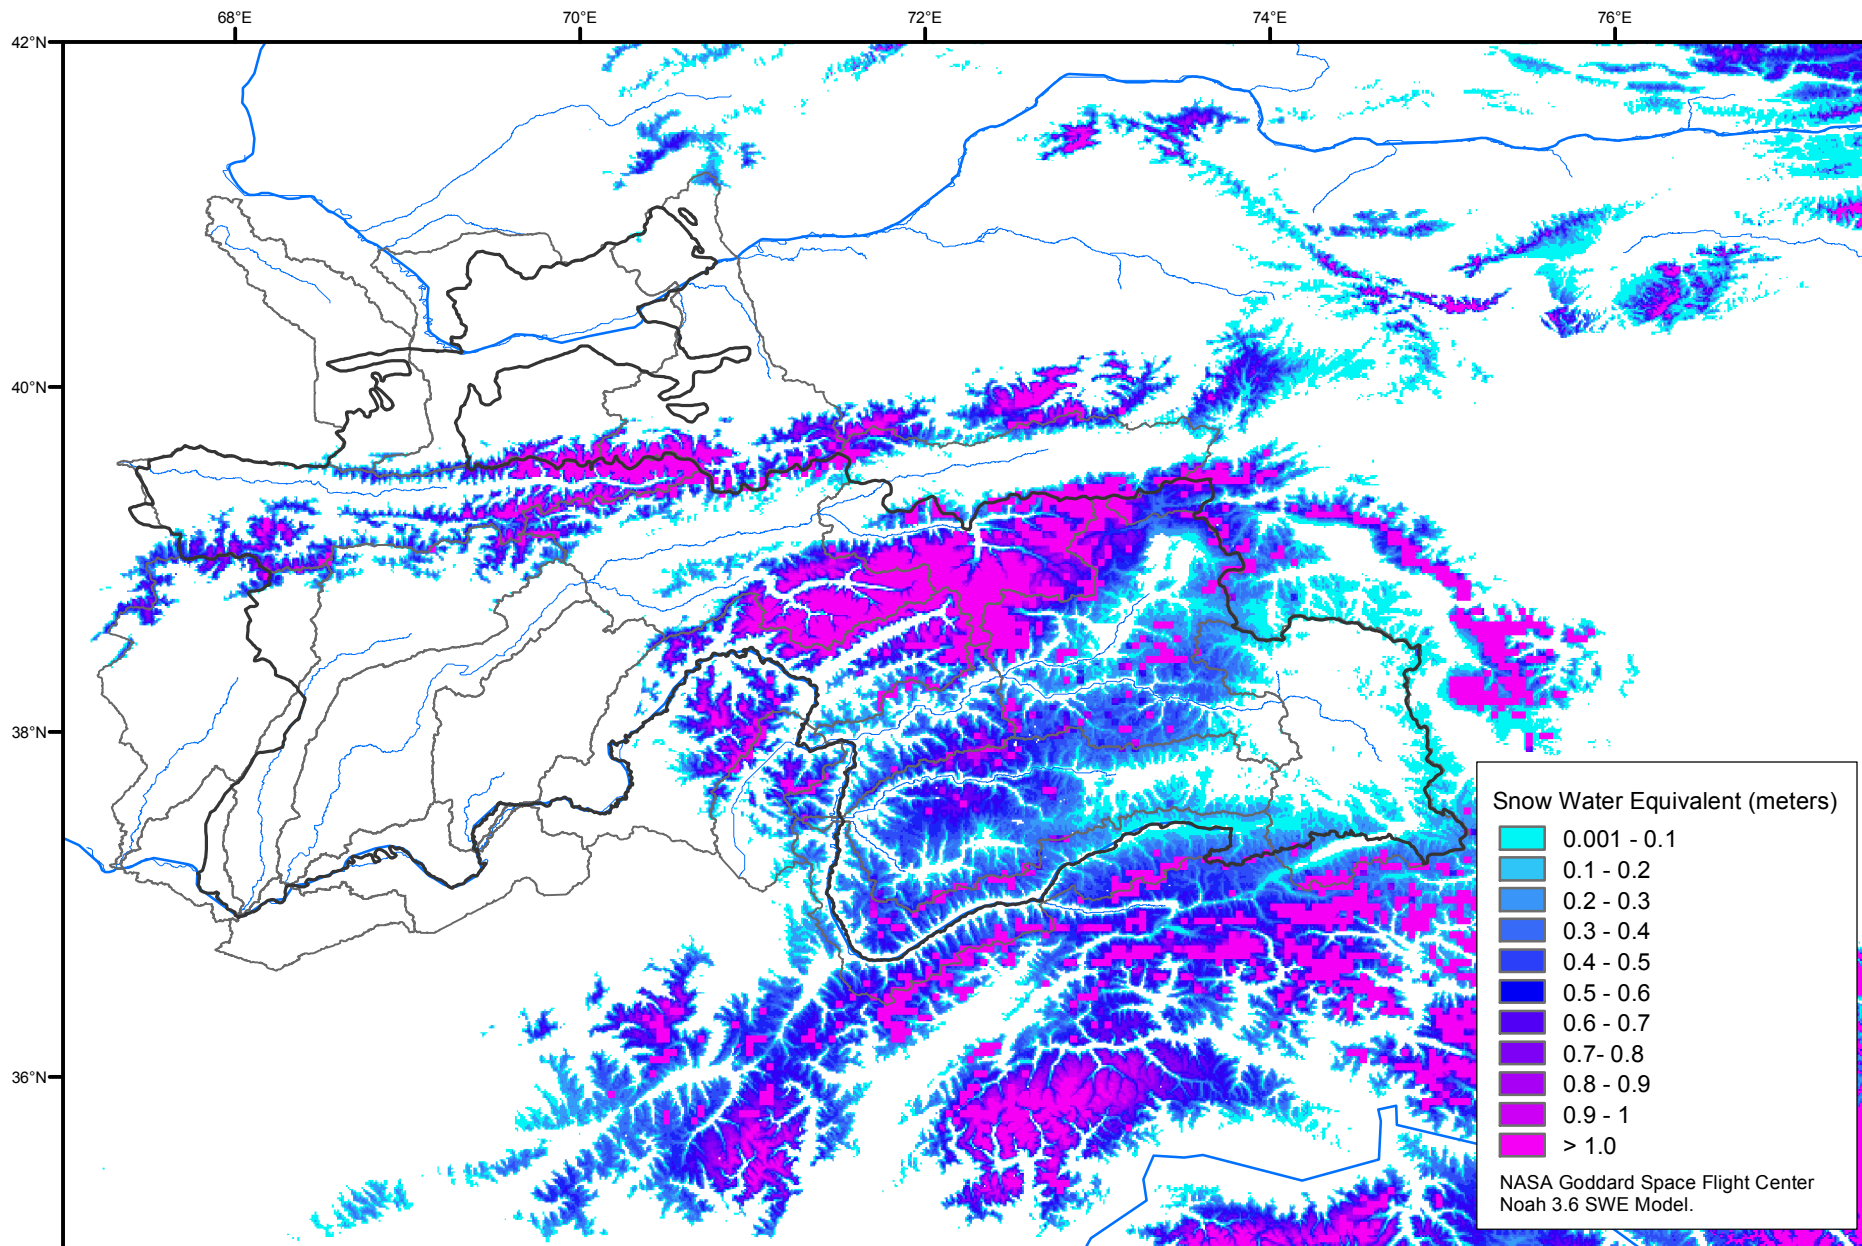 68°E
70°E
72°E
74°E
76°E
42°N
40°N
38°N
36°N
Snow Water Equivalent (meters)
0.001 - 0.1
0.1 - 0.2
0.2 - 0.3
0.3 - 0.4
0.4 - 0.5
0.5 - 0.6
0.6 - 0.7
0.7- 0.8
0.8 - 0.9
0.9 - 1
> 1.0
NASA Goddard Space Flight Center
Noah 3.6 SWE Model.